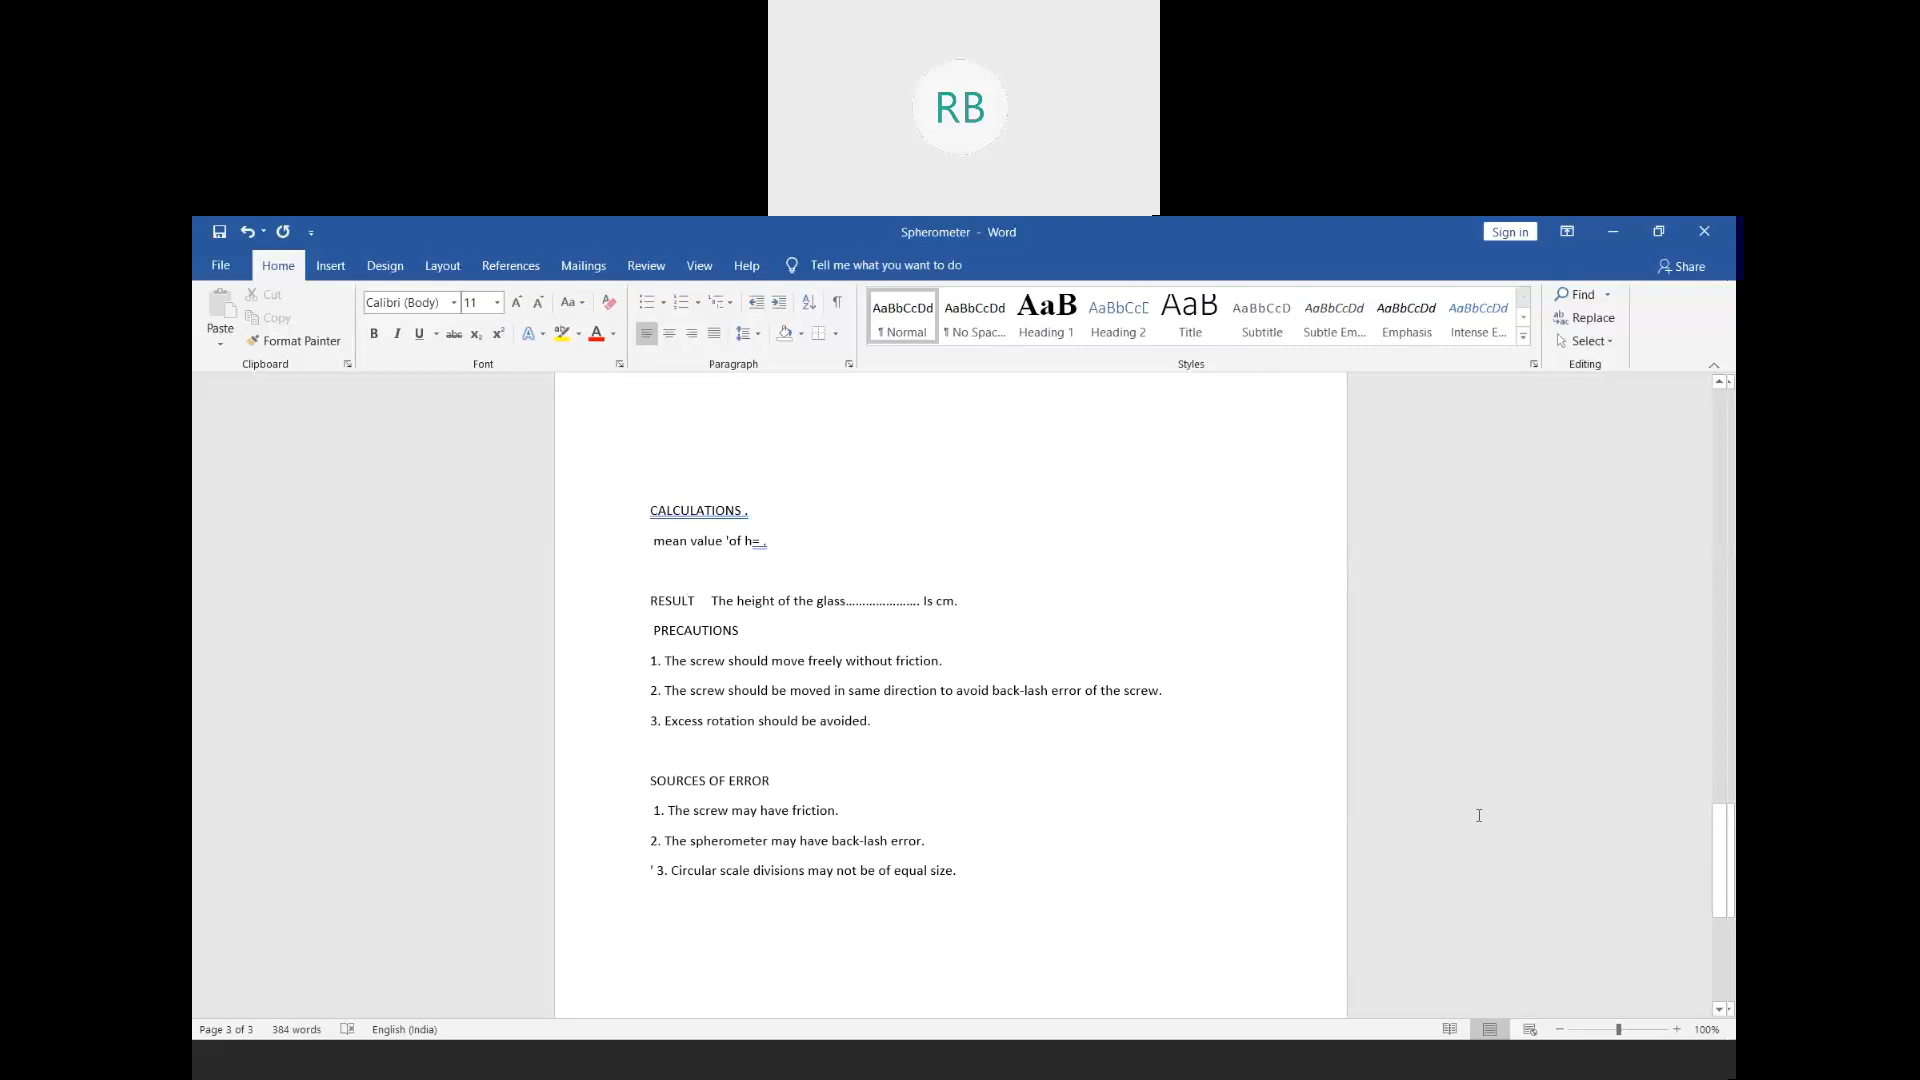 RB
Spherometer - Word
Sign in
File Home Insert Design Layout References Mailings Review View Help Tell me what you want to do Share
Paste Cut Copy Format Painter Clipboard
Calibri (Body) 11 Aa
B I U abc x₂ x² A ab A Font
Paragraph
AaBbCcDd AaBbCcDd AaB AaBbCcE AaB AaBbCcD AaBbCcDd AaBbCcDd AaBbCcDd
¶ Normal ¶ No Spac... Heading 1 Heading 2 Title Subtitle Subtle Em... Emphasis Intense E...
Styles
Find
Replace
Select
Editing
CALCULATIONS .
mean value 'of h= .
RESULT The height of the glass...................... Is cm.
PRECAUTIONS
1. The screw should move freely without friction.
2. The screw should be moved in same direction to avoid back-lash error of the screw.
3. Excess rotation should be avoided.
SOURCES OF ERROR
1. The screw may have friction.
2. The spherometer may have back-lash error.
' 3. Circular scale divisions may not be of equal size.
Page 3 of 3 384 words English (India) 100%